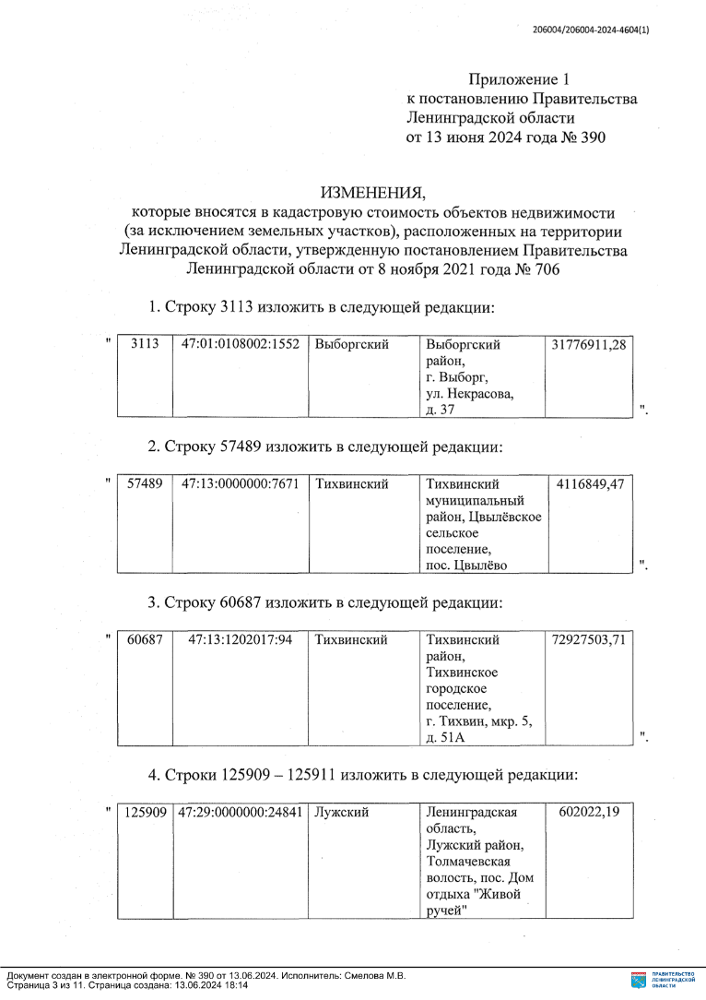 206004/206004-2024-4604(1)
Приложение 1
к постановлению Правительства
Ленинградской области
от 13 июня 2024 года № 390
ИЗМЕНЕНИЯ,
которые вносятся в кадастровую стоимость объектов недвижимости
(за исключением земельных участков), расположенных на территории
Ленинградской области, утвержденную постановлением Правительства
Ленинградской области от 8 ноября 2021 года № 706
1. Строку 3113 изложить в следующей редакции:
" 3113 47:01:0108002:1552 Выборгский Выборгский 31776911,28
район,
г. Выборг,
ул. Некрасова,
д. 37 ".
2. Строку 57489 изложить в следующей редакции:
" 57489 47:13:0000000:7671 Тихвинский Тихвинский 4116849,47
муниципальный
район, Цвылёвское
сельское
поселение,
пос. Цвылёво ".
3. Строку 60687 изложить в следующей редакции:
" 60687 47:13:1202017:94 Тихвинский Тихвинский 72927503,71
район,
Тихвинское
городское
поселение,
г. Тихвин, мкр. 5,
д. 51А ".
4. Строки 125909 – 125911 изложить в следующей редакции:
" 125909 47:29:0000000:24841 Лужский Ленинградская 602022,19
область,
Лужский район,
Толмачевская
волость, пос. Дом
отдыха "Живой
ручей"
Документ создан в электронной форме. № 390 от 13.06.2024. Исполнитель: Смелова М.В.
Страница 3 из 11. Страница создана: 13.06.2024 18:14
ПРАВИТЕЛЬСТВО
ЛЕНИНГРАДСКОЙ
ОБЛАСТИ